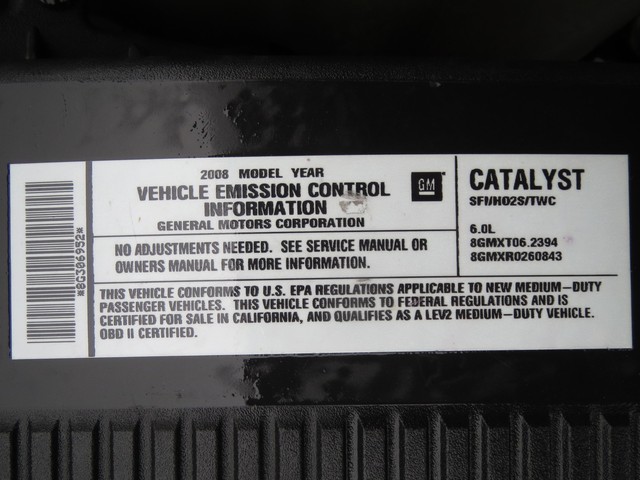 *8G306952*
2008 MODEL YEAR
VEHICLE EMISSION CONTROL
INFORMATION
GENERAL MOTORS CORPORATION
GM
NO ADJUSTMENTS NEEDED. SEE SERVICE MANUAL OR
OWNERS MANUAL FOR MORE INFORMATION.
CATALYST
SFI/HO2S/TWC
6.0L
8GMXT06.2394
8GMXR0260843
THIS VEHICLE CONFORMS TO U.S. EPA REGULATIONS APPLICABLE TO NEW MEDIUM-DUTY
PASSENGER VEHICLES. THIS VEHICLE CONFORMS TO FEDERAL REGULATIONS AND IS
CERTIFIED FOR SALE IN CALIFORNIA, AND QUALIFIES AS A LEV2 MEDIUM-DUTY VEHICLE.
OBD II CERTIFIED.